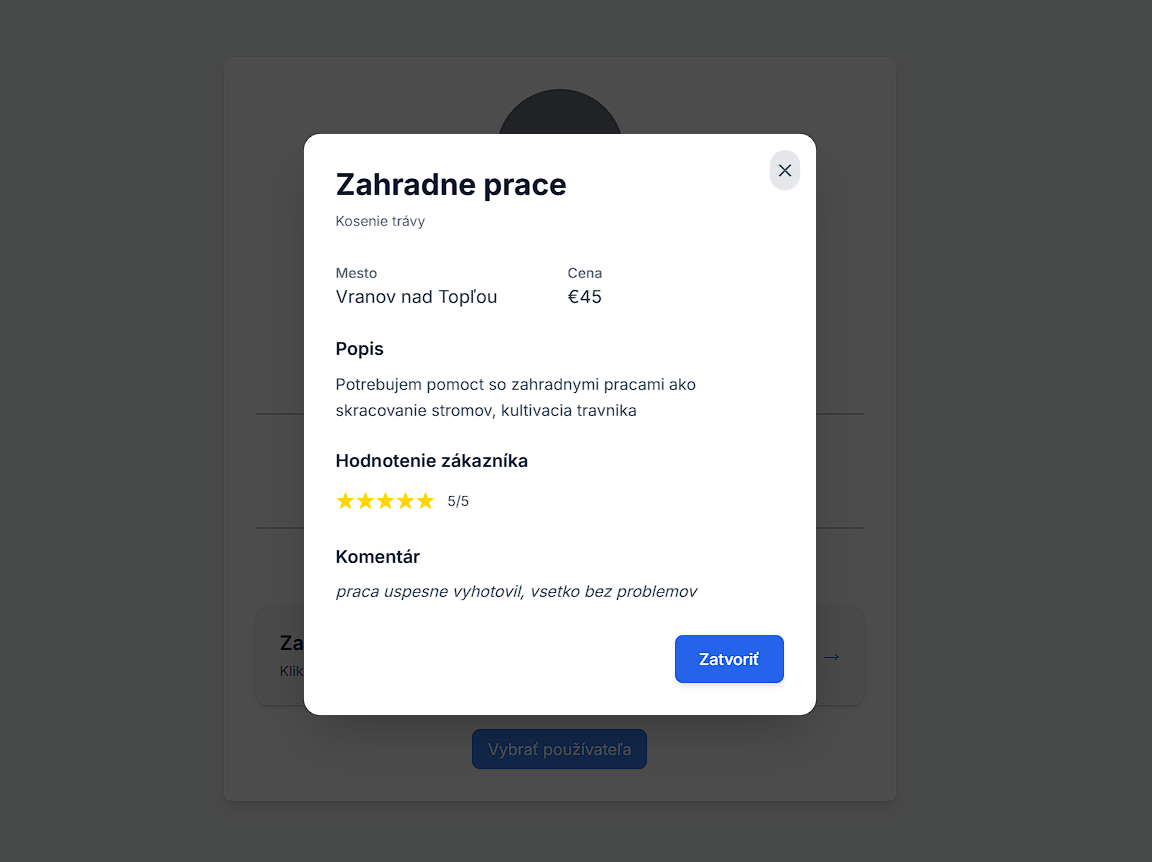 Zahradne prace
Kosenie trávy
Mesto
Cena
Vranov nad Topľou
€45
Popis
Potrebujem pomoct so zahradnymi pracami ako
skracovanie stromov, kultivacia travnika
Hodnotenie zákazníka
5/5
Komentár
praca uspesne vyhotovil, vsetko bez problemov
Za
Klik
→
Zatvoriť
Vybrať používateľa